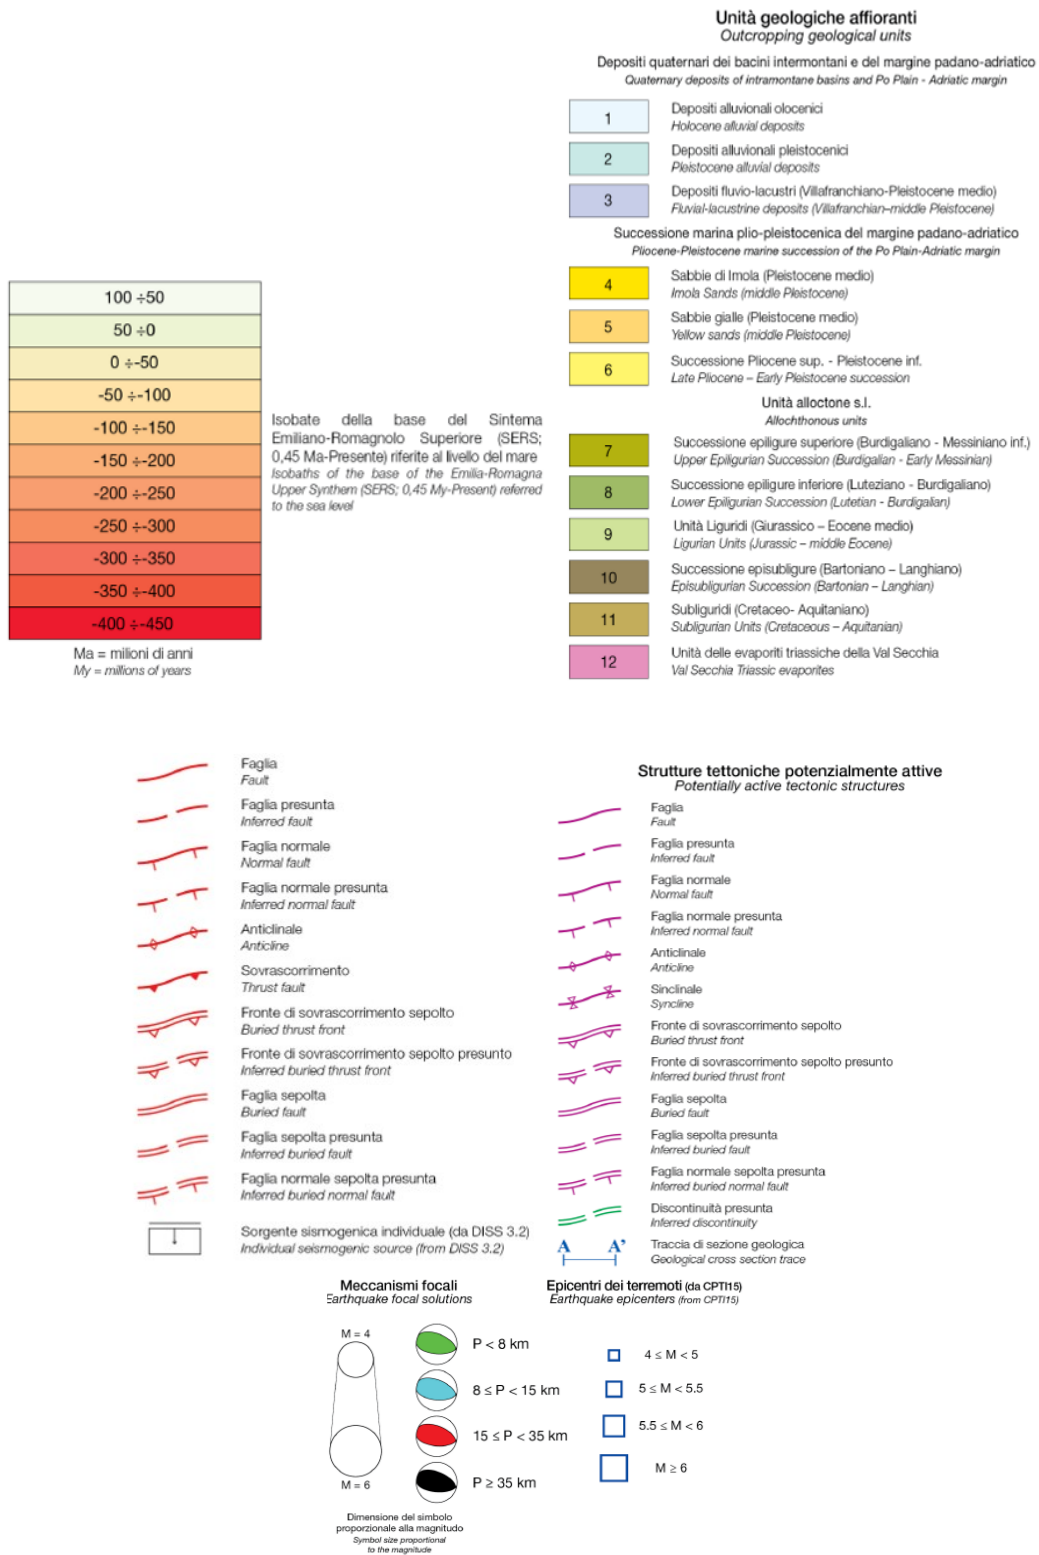 Unità geologiche affioranti
Outcropping geological units
Depositi quaternari dei bacini intermontani e del margine padano-adriatico
Quaternary deposits of intramontane basins and Po Plain - Adriatic margin
1
Depositi alluvionali olocenici
Holocene alluvial deposits
2
Depositi alluvionali pleistocenici
Pleistocene alluvial deposits
3
Depositi fluvio-lacustri (Villafranchiano-Pleistocene medio)
Fluvial-lacustrine deposits (Villafranchian–middle Pleistocene)
Successione marina plio-pleistocenica del margine padano-adriatico
Pliocene-Pleistocene marine succession of the Po Plain-Adriatic margin
4
Sabbie di Imola (Pleistocene medio)
Imola Sands (middle Pleistocene)
5
Sabbie gialle (Pleistocene medio)
Yellow sands (middle Pleistocene)
6
Successione Pliocene sup. - Pleistocene inf.
Late Pliocene – Early Pleistocene succession
Unità alloctone s.l.
Allochthonous units
7
Successione epiligure superiore (Burdigaliano - Messiniano inf.)
Upper Epiligurian Succession (Burdigalian - Early Messinian)
8
Successione epiligure inferiore (Luteziano - Burdigaliano)
Lower Epiligurian Succession (Lutetian - Burdigalian)
9
Unità Liguridi (Giurassico – Eocene medio)
Ligurian Units (Jurassic – middle Eocene)
10
Successione episubligure (Bartoniano – Langhiano)
Episubligurian Succession (Bartonian – Langhian)
11
Subliguridi (Cretaceo- Aquitaniano)
Subligurian Units (Cretaceous – Aquitanian)
12
Unità delle evaporiti triassiche della Val Secchia
Val Secchia Triassic evaporites
100 ÷50
50 ÷0
0 ÷-50
-50 ÷-100
-100 ÷-150
-150 ÷-200
-200 ÷-250
-250 ÷-300
-300 ÷-350
-350 ÷-400
-400 ÷-450
Ma = milioni di anni
My = millions of years
Isobate della base del Sintema
Emiliano-Romagnolo Superiore (SERS;
0,45 Ma-Presente) riferite al livello del mare
Isobaths of the base of the Emilia-Romagna
Upper Synthem (SERS; 0,45 My-Present) referred
to the sea level
Faglia
Fault
Faglia presunta
Inferred fault
Faglia normale
Normal fault
Faglia normale presunta
Inferred normal fault
Anticlinale
Anticline
Sovrascorrimento
Thrust fault
Fronte di sovrascorrimento sepolto
Buried thrust front
Fronte di sovrascorrimento sepolto presunto
Inferred buried thrust front
Faglia sepolta
Buried fault
Faglia sepolta presunta
Inferred buried fault
Faglia normale sepolta presunta
Inferred buried normal fault
Sorgente sismogenica individuale (da DISS 3.2)
Individual seismogenic source (from DISS 3.2)
Strutture tettoniche potenzialmente attive
Potentially active tectonic structures
Faglia
Fault
Faglia presunta
Inferred fault
Faglia normale
Normal fault
Faglia normale presunta
Inferred normal fault
Anticlinale
Anticline
Sinclinale
Syncline
Fronte di sovrascorrimento sepolto
Buried thrust front
Fronte di sovrascorrimento sepolto presunto
Inferred buried thrust front
Faglia sepolta
Buried fault
Faglia sepolta presunta
Inferred buried fault
Faglia normale sepolta presunta
Inferred buried normal fault
Discontinuità presunta
Inferred discontinuity
A A'
Traccia di sezione geologica
Geological cross section trace
Meccanismi focali
Earthquake focal solutions
M = 4
M = 6
P < 8 km
8 ≤ P < 15 km
15 ≤ P < 35 km
P ≥ 35 km
Dimensione del simbolo
proporzionale alla magnitudo
Symbol size proportional
to the magnitude
Epicentri dei terremoti (da CPTI15)
Earthquake epicenters (from CPTI15)
4 ≤ M < 5
5 ≤ M < 5.5
5.5 ≤ M < 6
M ≥ 6